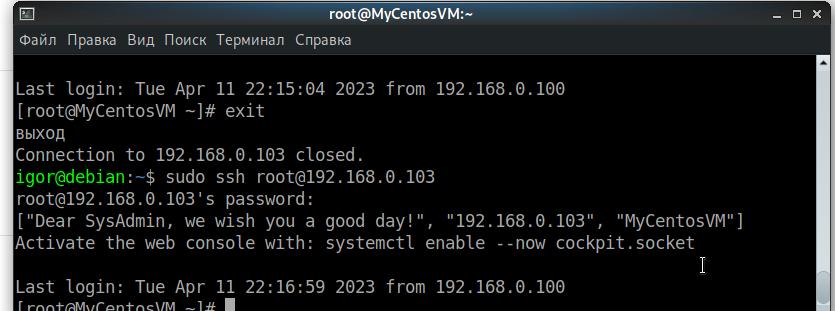 root@MyCentosVM:~
Файл Правка Вид Поиск Терминал Справка
Last login: Tue Apr 11 22:15:04 2023 from 192.168.0.100
[root@MyCentosVM ~]# exit
выход
Connection to 192.168.0.103 closed.
igor@debian:~$ sudo ssh root@192.168.0.103
root@192.168.0.103's password:
["Dear SysAdmin, we wish you a good day!", "192.168.0.103", "MyCentosVM"]
Activate the web console with: systemctl enable --now cockpit.socket
Last login: Tue Apr 11 22:16:59 2023 from 192.168.0.100
[root@MyCentosVM ~]#